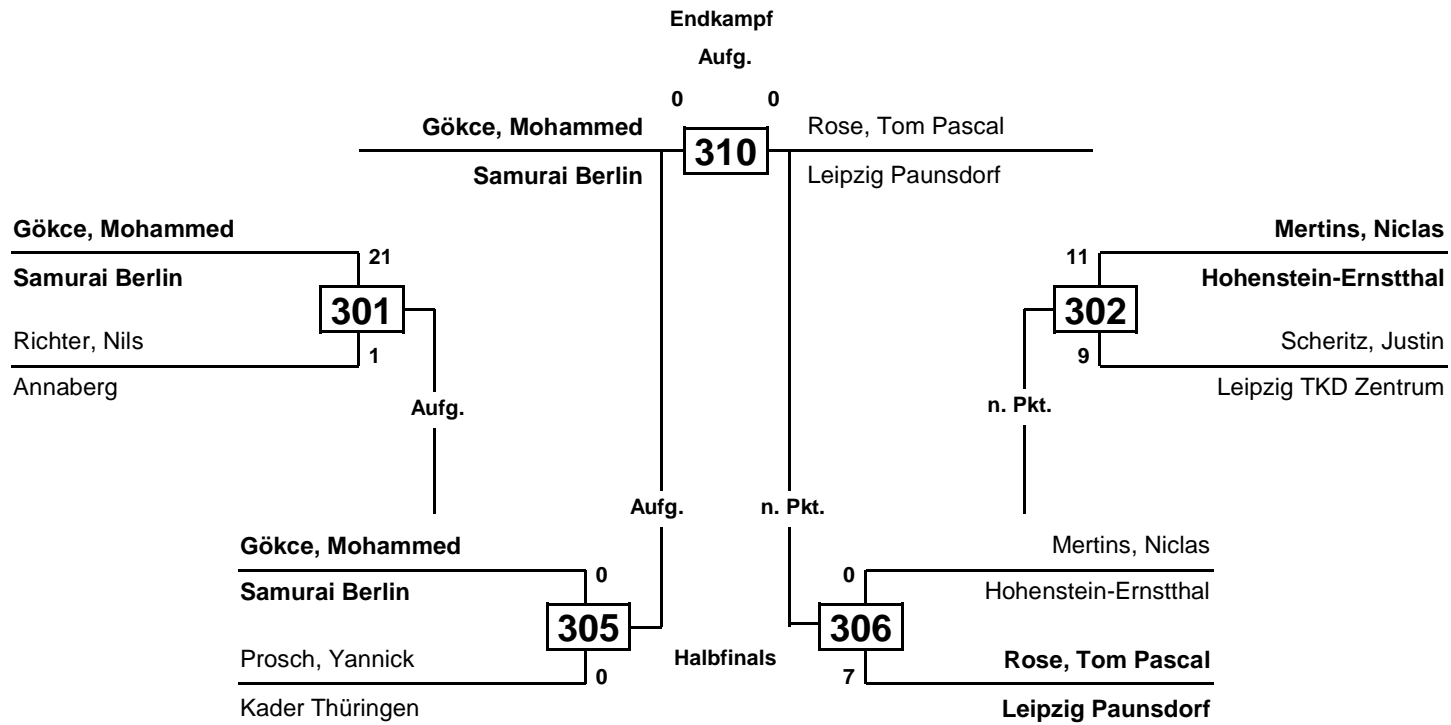 Endkampf
Aufg.
0 0
Gökce, Mohammed
Samurai Berlin
310
Rose, Tom Pascal
Leipzig Paunsdorf
Gökce, Mohammed
Samurai Berlin
21
301
1
Richter, Nils
Annaberg
Aufg.
Mertins, Niclas
Hohenstein-Ernstthal
11
302
9
Scheritz, Justin
Leipzig TKD Zentrum
n. Pkt.
Aufg.
n. Pkt.
Gökce, Mohammed
Samurai Berlin
0
305
0
Prosch, Yannick
Kader Thüringen
Halbfinals
Mertins, Niclas
Hohenstein-Ernstthal
0
306
7
Rose, Tom Pascal
Leipzig Paunsdorf